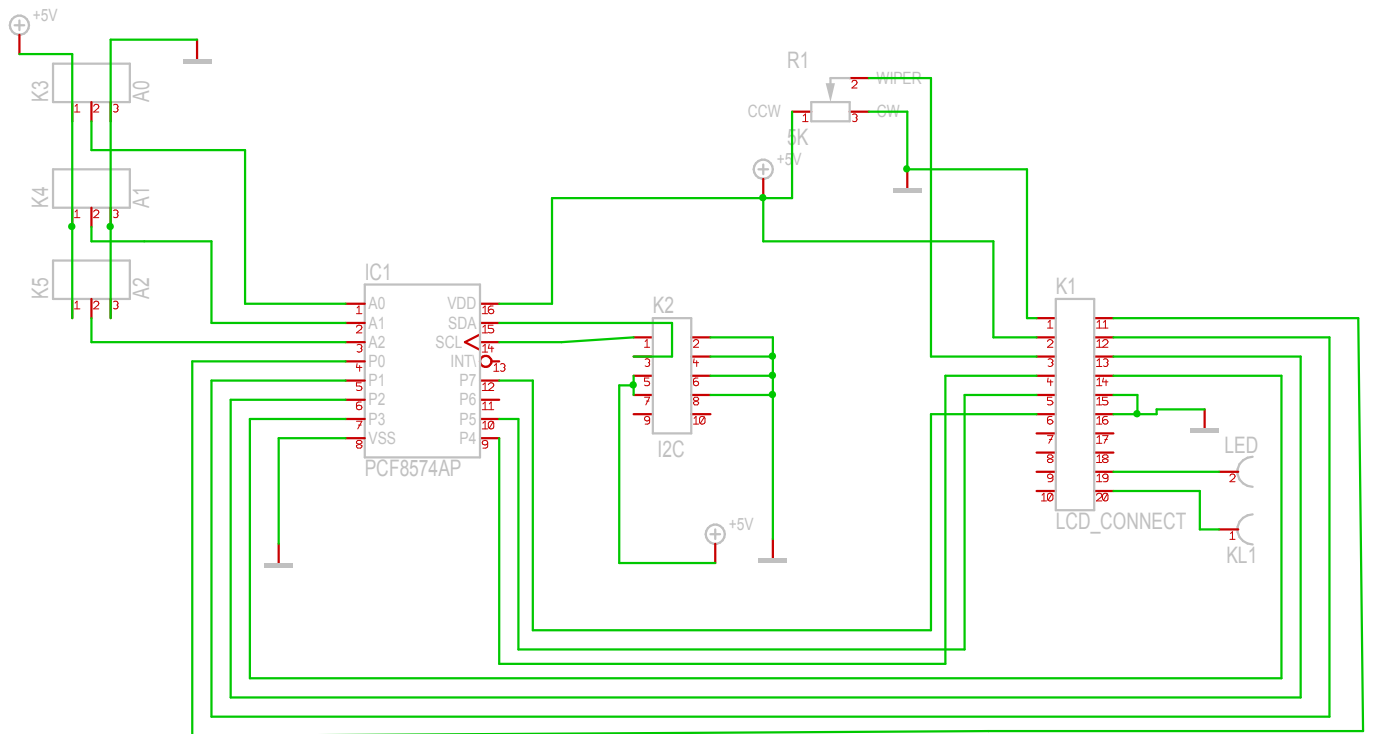 +5V
K3
A0
1 2 3
K4
A1
1 2 3
K5
A2
1 2 3
R1
2 WIPER
CCW 1
3 CW
5K
+5V
IC1
1 A0
2 A1
3 A2
4 P0
5 P1
6 P2
7 P3
8 VSS
VDD 16
SDA 15
SCL 14
INT\ 13
P7 12
P6 11
P5 10
P4 9
PCF8574AP
K2
1 2
3 4
5 6
7 8
9 10
I2C
+5V
K1
1 11
2 12
3 13
4 14
5 15
6 16
7 17
8 18
9 19
10 20
LCD_CONNECT
LED
2
1
KL1